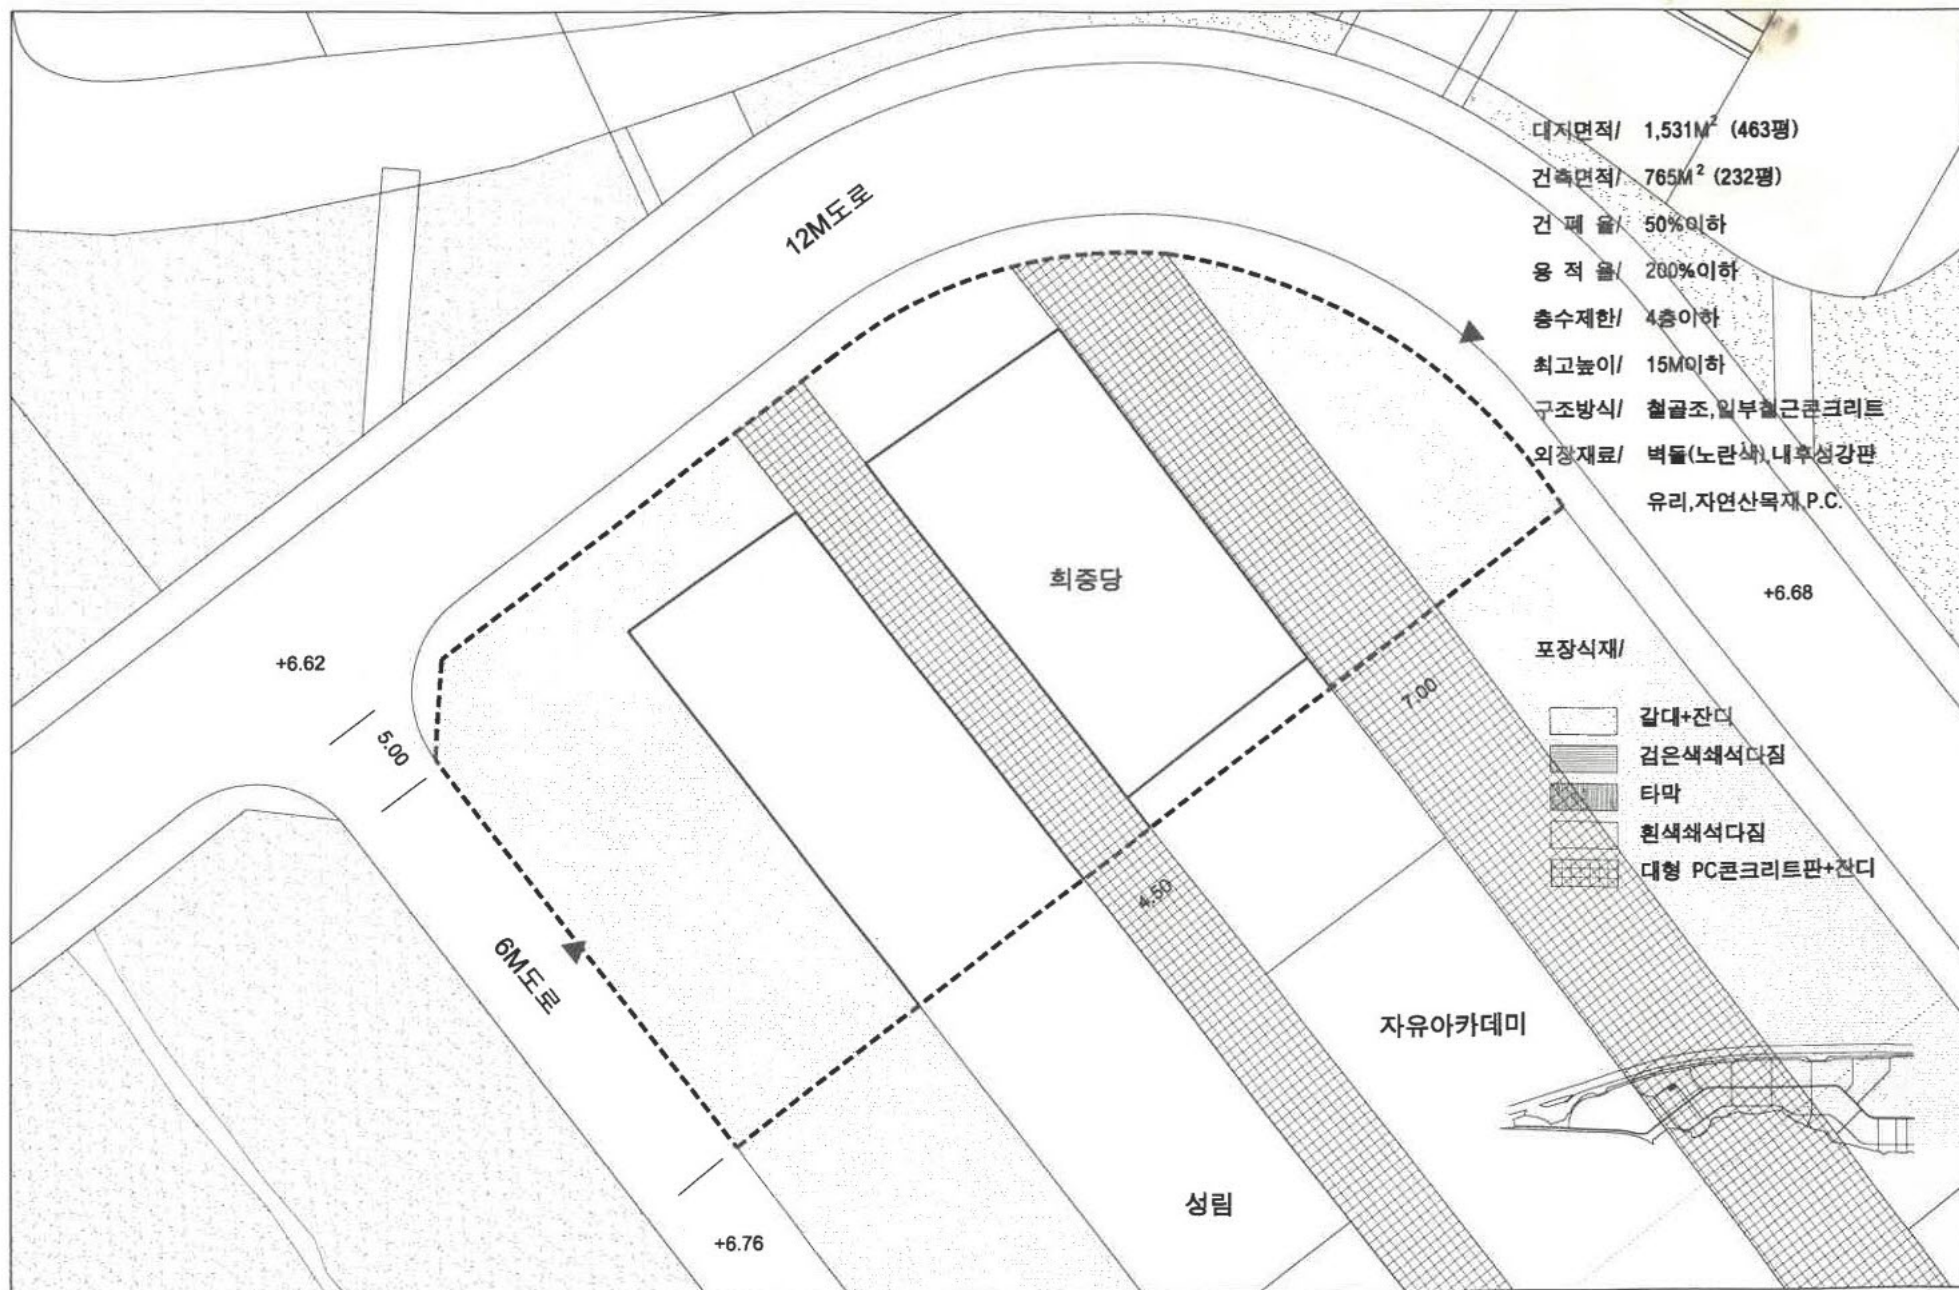 대지면적/ 1,531M² (463평)
건축면적/ 765M² (232평)
건 폐 율/ 50%이하
용 적 율/ 200%이하
층수제한/ 4층이하
최고높이/ 15M이하
구조방식/ 철골조,일부철근콘크리트
외장재료/ 벽돌(노란색),내후성강판
유리,자연산목재,P.C.
12M도로
희중당
+6.68
+6.62
포장식재/
7.00
갈대+잔디
5.00
검은색쇄석다짐
타막
흰색쇄석다짐
대형 PC콘크리트판+잔디
4.50
6M도로
자유아카데미
성림
+6.76